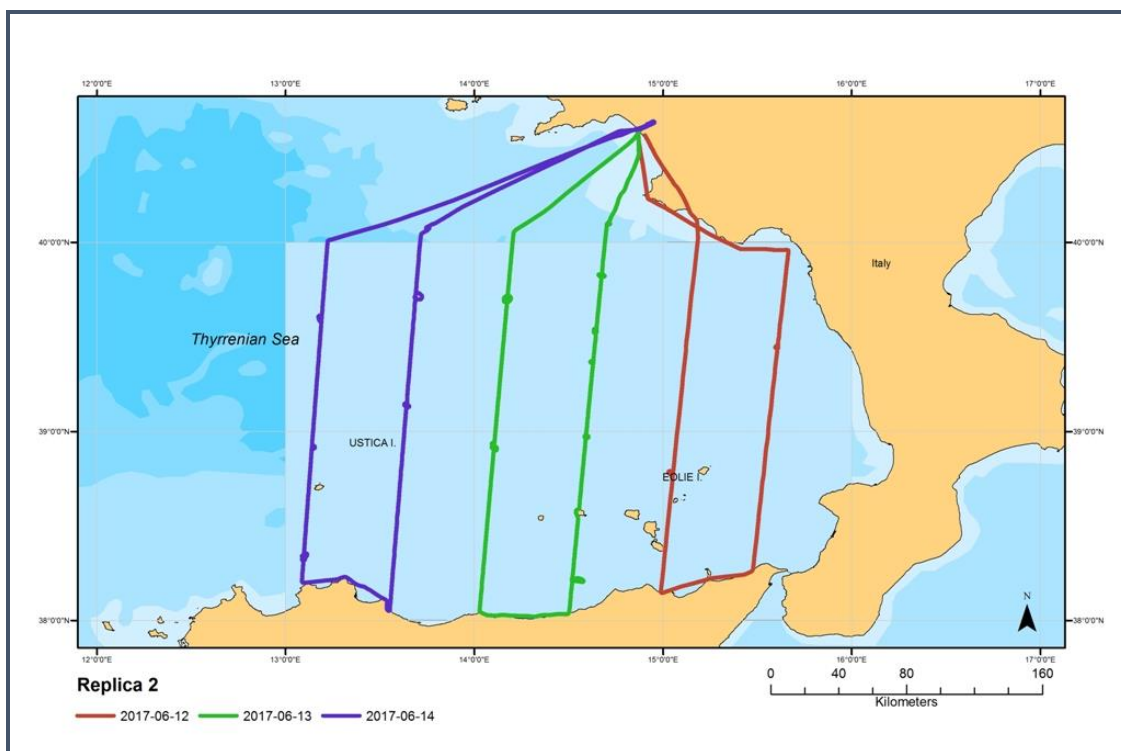 12°0'0"E 13°0'0"E 14°0'0"E 15°0'0"E 16°0'0"E 17°0'0"E
40°0'0"N 40°0'0"N
Italy
Thyrrenian Sea
39°0'0"N 39°0'0"N
USTICA I.
EOLIE I.
38°0'0"N 38°0'0"N
N
12°0'0"E 13°0'0"E 14°0'0"E 15°0'0"E 16°0'0"E 17°0'0"E
Replica 2
0 40 80 160
Kilometers
2017-06-12 2017-06-13 2017-06-14